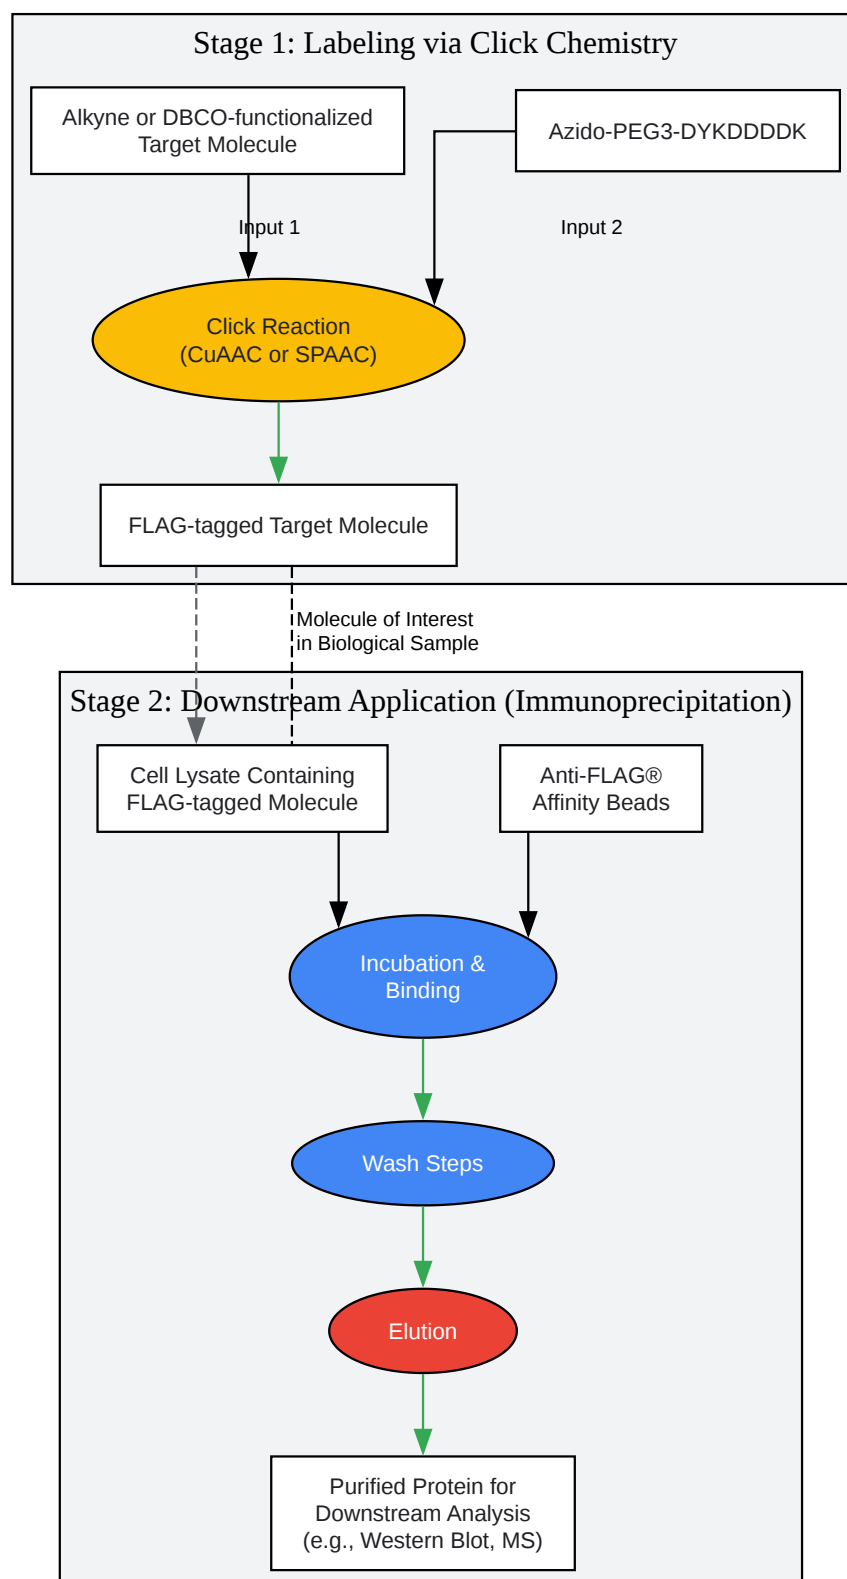 Stage 1: Labeling via Click Chemistry
Alkyne or DBCO-functionalized
Target Molecule
Azido-PEG3-DYKDDDDK
Input 1
Input 2
Click Reaction
(CuAAC or SPAAC)
FLAG-tagged Target Molecule
Molecule of Interest
in Biological Sample
Stage 2: Downstream Application (Immunoprecipitation)
Cell Lysate Containing
FLAG-tagged Molecule
Anti-FLAG®
Affinity Beads
Incubation &
Binding
Wash Steps
Elution
Purified Protein for
Downstream Analysis
(e.g., Western Blot, MS)